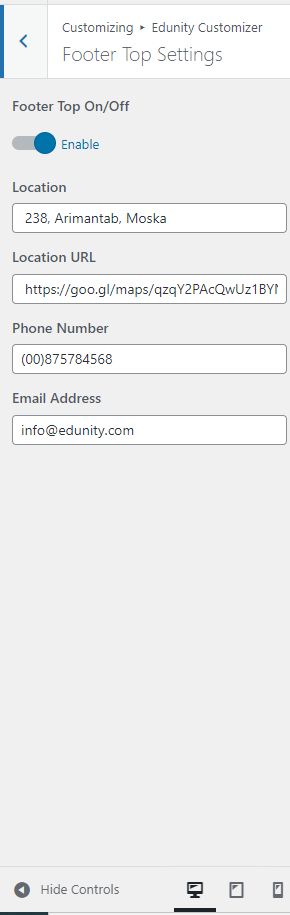 Customizing ▸ Edunity Customizer
Footer Top Settings
Footer Top On/Off
Enable
Location
238, Arimantab, Moska
Location URL
https://goo.gl/maps/qzqY2PAcQwUz1BYN
Phone Number
(00)875784568
Email Address
info@edunity.com
Hide Controls